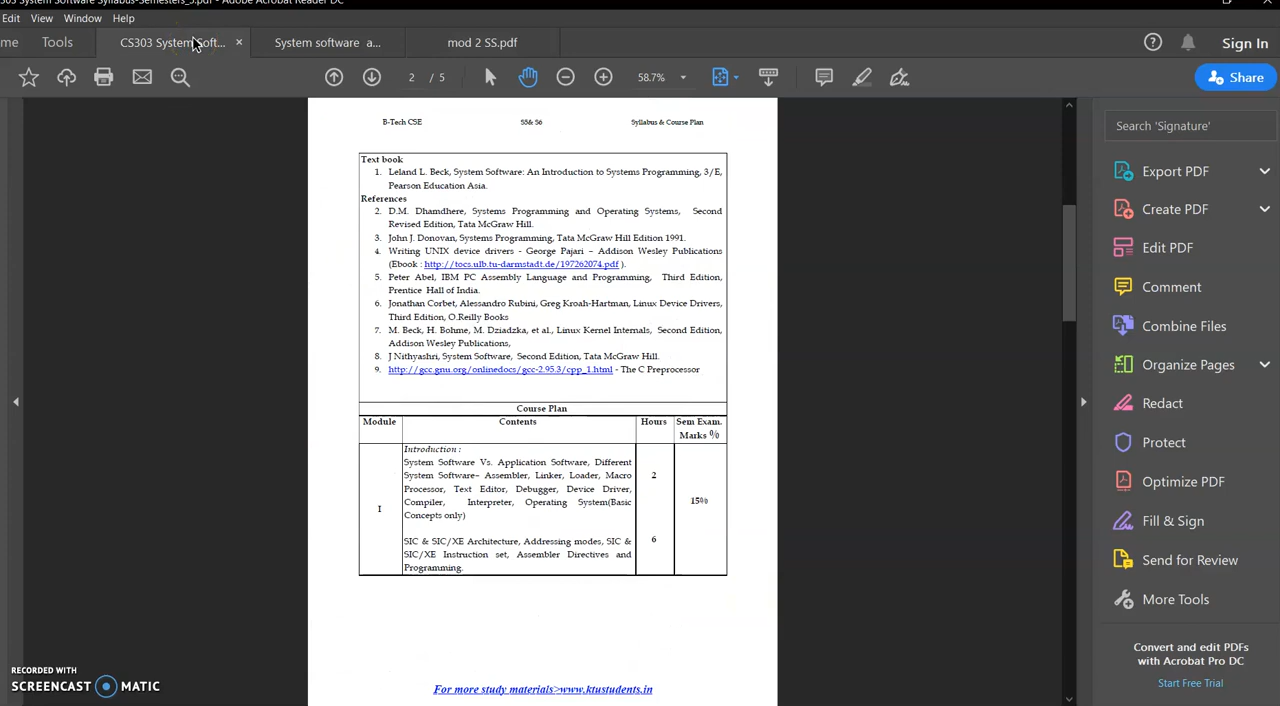 303 System Software Syllabus-Semesters_5.pdf - Adobe Acrobat Reader DC
Edit View Window Help
me Tools CS303 System Soft... × System software a... mod 2 SS.pdf Sign In
2 / 5 58.7% Share
B-Tech CSE S5& S6 Syllabus & Course Plan
Search 'Signature'
Text book
1. Leland L. Beck, System Software: An Introduction to Systems Programming, 3/E,
Pearson Education Asia.
References
2. D.M. Dhamdhere, Systems Programming and Operating Systems, Second
Revised Edition, Tata McGraw Hill.
3. John J. Donovan, Systems Programming, Tata McGraw Hill Edition 1991.
4. Writing UNIX device drivers - George Pajari – Addison Wesley Publications
(Ebook : http://tocs.ulb.tu-darmstadt.de/197262074.pdf ).
5. Peter Abel, IBM PC Assembly Language and Programming, Third Edition,
Prentice Hall of India.
6. Jonathan Corbet, Alessandro Rubini, Greg Kroah-Hartman, Linux Device Drivers,
Third Edition, O.Reilly Books
7. M. Beck, H. Bohme, M. Dziadzka, et al., Linux Kernel Internals, Second Edition,
Addison Wesley Publications,
8. J Nithyashri, System Software, Second Edition, Tata McGraw Hill.
9. http://gcc.gnu.org/onlinedocs/gcc-2.95.3/cpp_1.html - The C Preprocessor
Course Plan
Module Contents Hours Sem Exam.
Marks %
Introduction :
System Software Vs. Application Software, Different
System Software– Assembler, Linker, Loader, Macro
Processor, Text Editor, Debugger, Device Driver,
Compiler, Interpreter, Operating System(Basic
Concepts only)
2
I
15%
SIC & SIC/XE Architecture, Addressing modes, SIC &
SIC/XE Instruction set, Assembler Directives and
Programming.
6
For more study materials>www.ktustudents.in
Export PDF
Create PDF
Edit PDF
Comment
Combine Files
Organize Pages
Redact
Protect
Optimize PDF
Fill & Sign
Send for Review
More Tools
Convert and edit PDFs
with Acrobat Pro DC
Start Free Trial
RECORDED WITH
SCREENCAST MATIC